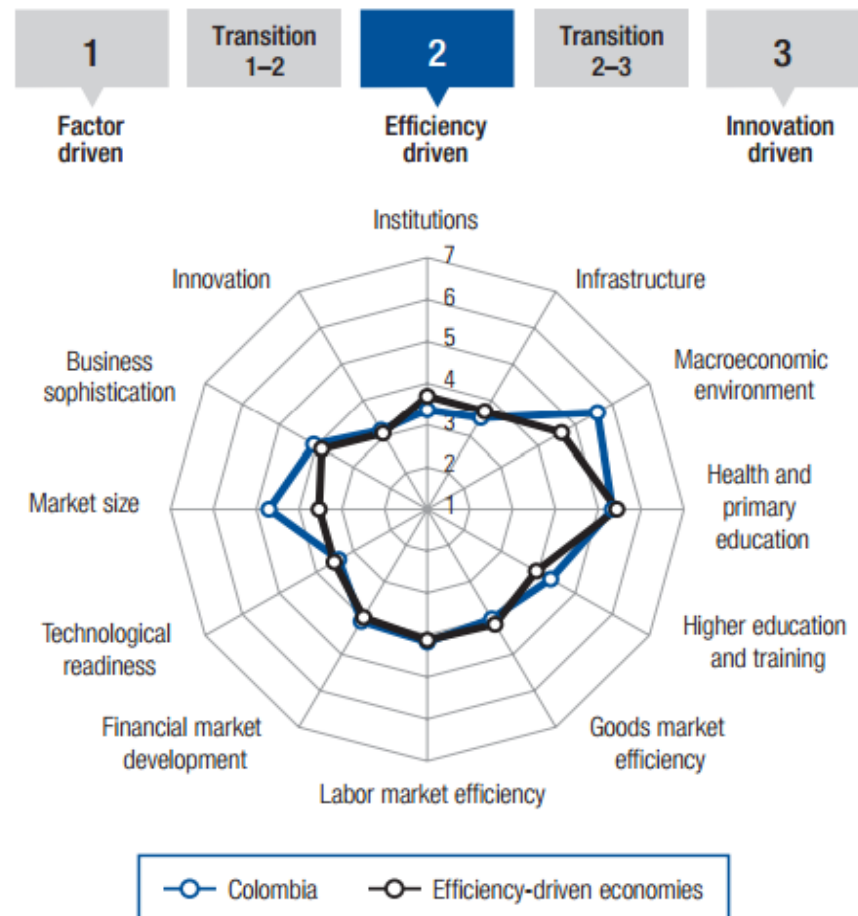 1
Transition
1–2
2
Transition
2–3
3
Factor
driven
Efficiency
driven
Innovation
driven
Institutions
7
Innovation
Infrastructure
6
Business
sophistication
5
Macroeconomic
environment
4
3
2
Market size
1
Health and
primary
education
Technological
readiness
Higher education
and training
Financial market
development
Goods market
efficiency
Labor market efficiency
Colombia
Efficiency-driven economies